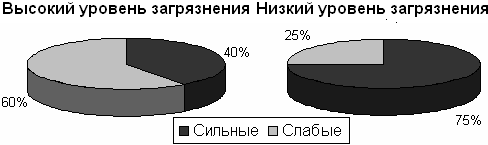 Высокий уровень загрязнения
Низкий уровень загрязнения
40%
60%
25%
75%
Сильные
Слабые